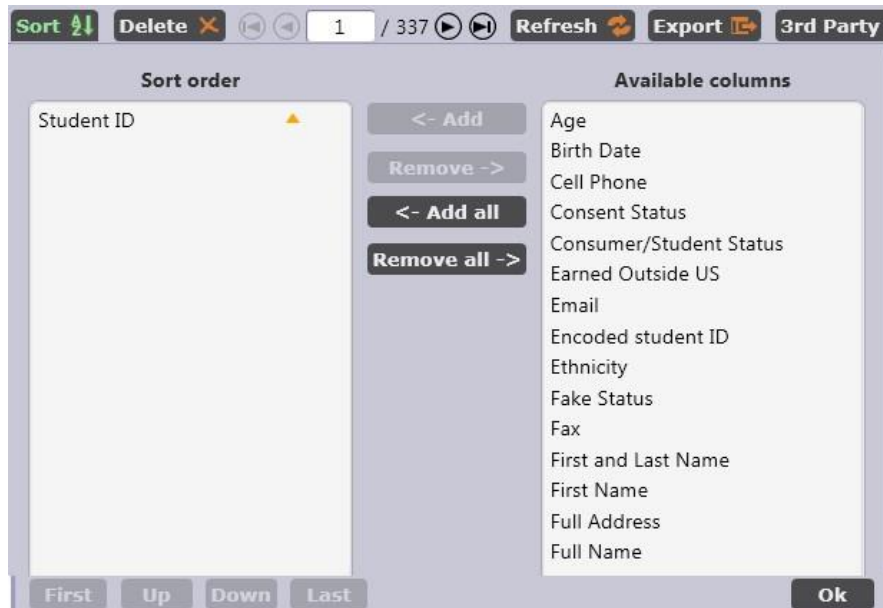 Sort Delete 1 / 337 Refresh Export 3rd Party
Sort order
Student ID
<- Add
Remove ->
<- Add all
Remove all ->
Available columns
Age
Birth Date
Cell Phone
Consent Status
Consumer/Student Status
Earned Outside US
Email
Encoded student ID
Ethnicity
Fake Status
Fax
First and Last Name
First Name
Full Address
Full Name
First Up Down Last Ok